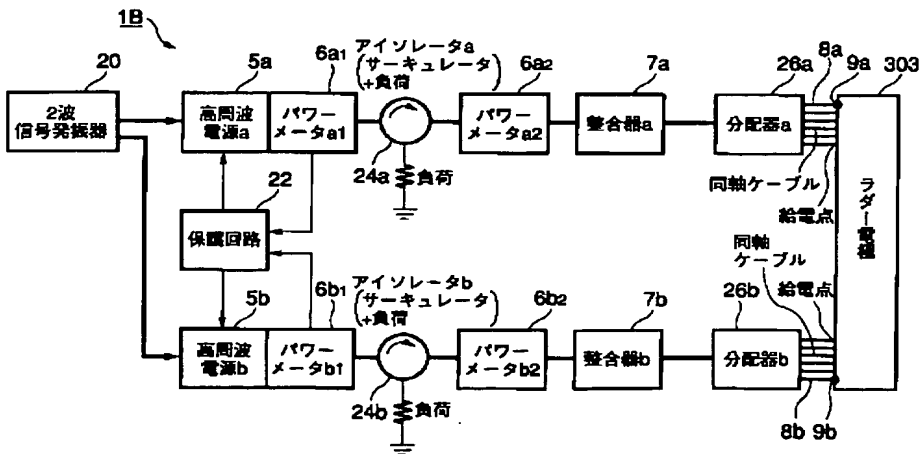 1B
20
2波
信号発振器
5a
高周波
電源a
6a1
パワー
メータa1
アイソレータa
(サーキュレータ
+負荷)
24a
負荷
6a2
パワー
メータa2
7a
整合器a
26a
分配器a
8a
9a
303
同軸ケーブル
給電点
ラダー電極
22
保護回路
5b
高周波
電源b
6b1
パワー
メータb1
アイソレータb
(サーキュレータ
+負荷)
24b
負荷
6b2
パワー
メータb2
7b
整合器b
26b
分配器b
同軸
ケーブル
給電点
8b
9b